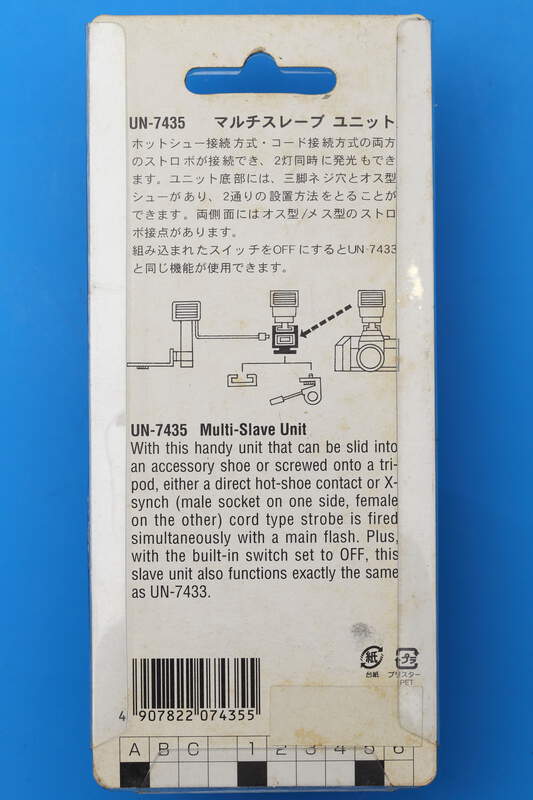 UN-7435 マルチスレーブ ユニット
ホットシュー接続方式・コード接続方式の両方
のストロボが接続でき、2灯同時に発光もでき
ます。ユニット底部には、三脚ネジ穴とオス型
シューがあり、2通りの設置方法をとることが
できます。両側面にはオス型/メス型のストロ
ボ接点があります。
組み込まれたスイッチをOFFにするとUN-7433
と同じ機能が使用できます。
UN-7435 Multi-Slave Unit
With this handy unit that can be slid into
an accessory shoe or screwed onto a tri-
pod, either a direct hot-shoe contact or X-
synch (male socket on one side, female
on the other) cord type strobe is fired
simultaneously with a main flash. Plus,
with the built-in switch set to OFF, this
slave unit also functions exactly the same
as UN-7433.
紙 プラ
台紙 ブリスター
PET
4 907822 074355
A B C 1 2 3 4 5 6